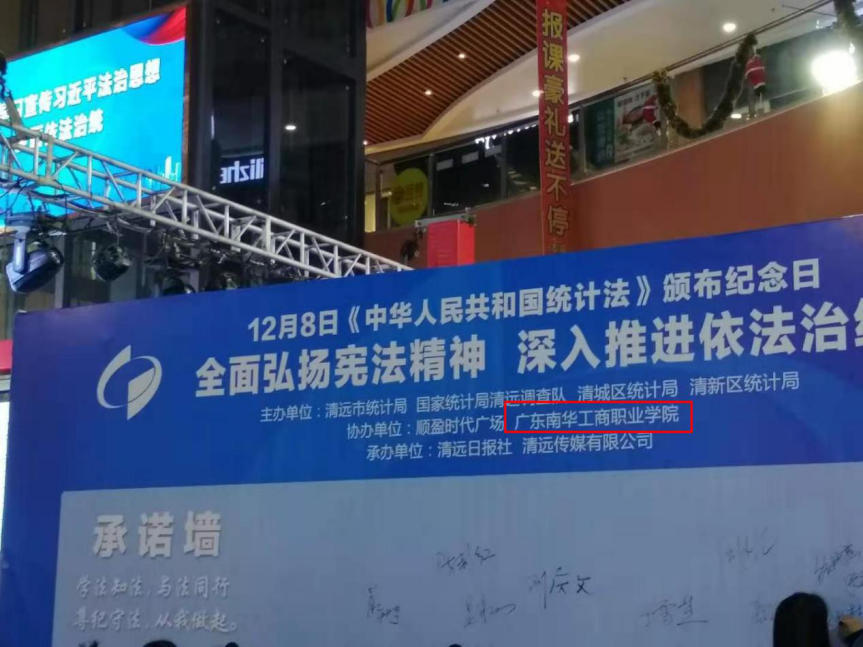 宣传习近平法治思想
依法治统
ilizhe
报课豪礼送不停
12月8日《中华人民共和国统计法》颁布纪念日
全面弘扬宪法精神 深入推进依法治统
主办单位：清远市统计局 国家统计局清远调查队 清城区统计局 清新区统计局
协办单位：顺盈时代广场 广东南华工商职业学院
承办单位：清远日报社 清远传媒有限公司
承诺墙
学法知法，与法同行
尊纪守法，从我做起。
刘庆文